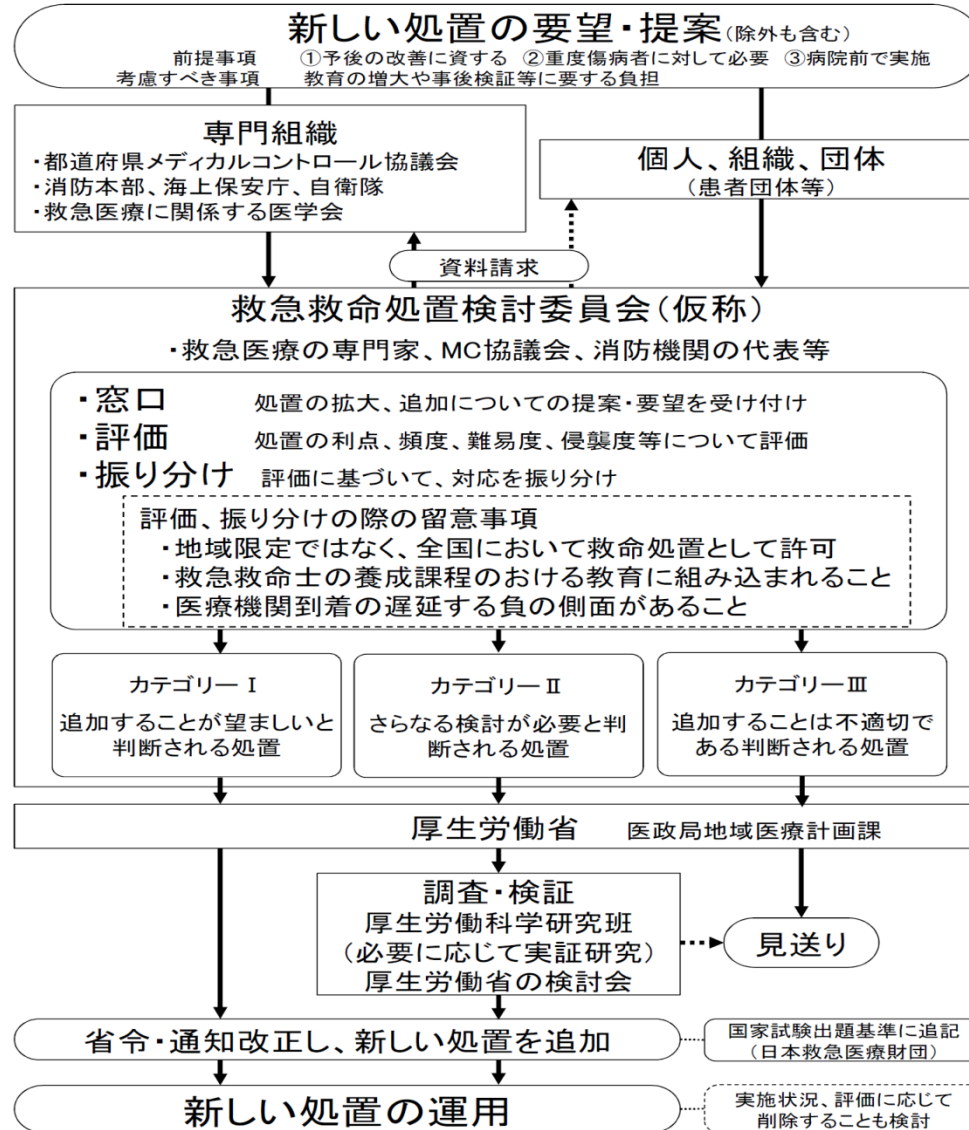 新しい処置の要望・提案(除外も含む)
前提事項 ①予後の改善に資する ②重度傷病者に対して必要 ③病院前で実施
考慮すべき事項 教育の増大や事後検証等に要する負担
専門組織
・都道府県メディカルコントロール協議会
・消防本部、海上保安庁、自衛隊
・救急医療に関係する医学会
個人、組織、団体
(患者団体等)
資料請求
救急救命処置検討委員会(仮称)
・救急医療の専門家、MC協議会、消防機関の代表等
・窓口 処置の拡大、追加についての提案・要望を受け付け
・評価 処置の利点、頻度、難易度、侵襲度等について評価
・振り分け 評価に基づいて、対応を振り分け
評価、振り分けの際の留意事項
・地域限定ではなく、全国において救命処置として許可
・救急救命士の養成課程のおける教育に組み込まれること
・医療機関到着の遅延する負の側面があること
カテゴリーⅠ
追加することが望ましいと
判断される処置
カテゴリーⅡ
さらなる検討が必要と判
断される処置
カテゴリーⅢ
追加することは不適切で
ある判断される処置
厚生労働省 医政局地域医療計画課
調査・検証
厚生労働科学研究班
(必要に応じて実証研究)
厚生労働省の検討会
見送り
省令・通知改正し、新しい処置を追加
国家試験出題基準に追記
(日本救急医療財団)
新しい処置の運用
実施状況、評価に応じて
削除することも検討